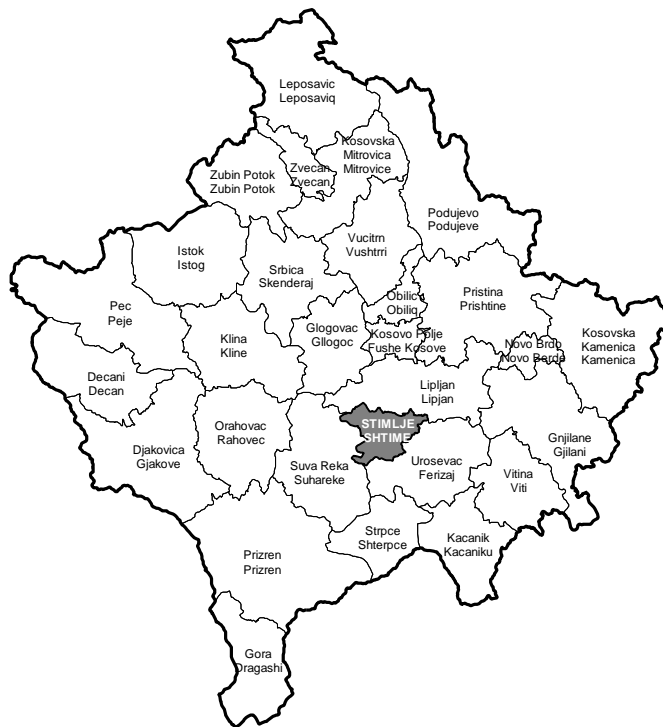 Leposavic
Leposaviq
Kosovska
Mitrovica
Mitrovice
Zvecan
Zvecan
Zubin Potok
Zubin Potok
Podujevo
Podujeve
Vucitrn
Vushtrri
Istok
Istog
Srbica
Skenderaj
Obilic
Obiliq
Pristina
Prishtine
Pec
Peje
Glogovac
Gllogoc
Klina
Kline
Kosovo Polje
Fushe Kosove
Novo Brdo
Novo Berde
Kosovska
Kamenica
Kamenica
Decani
Decan
Lipljan
Lipjan
STIMLJE
SHTIME
Orahovac
Rahovec
Gnjilane
Gjilani
Djakovica
Gjakove
Suva Reka
Suhareke
Urosevac
Ferizaj
Vitina
Viti
Strpce
Shterpce
Kacanik
Kacaniku
Prizren
Prizren
Gora
Dragashi